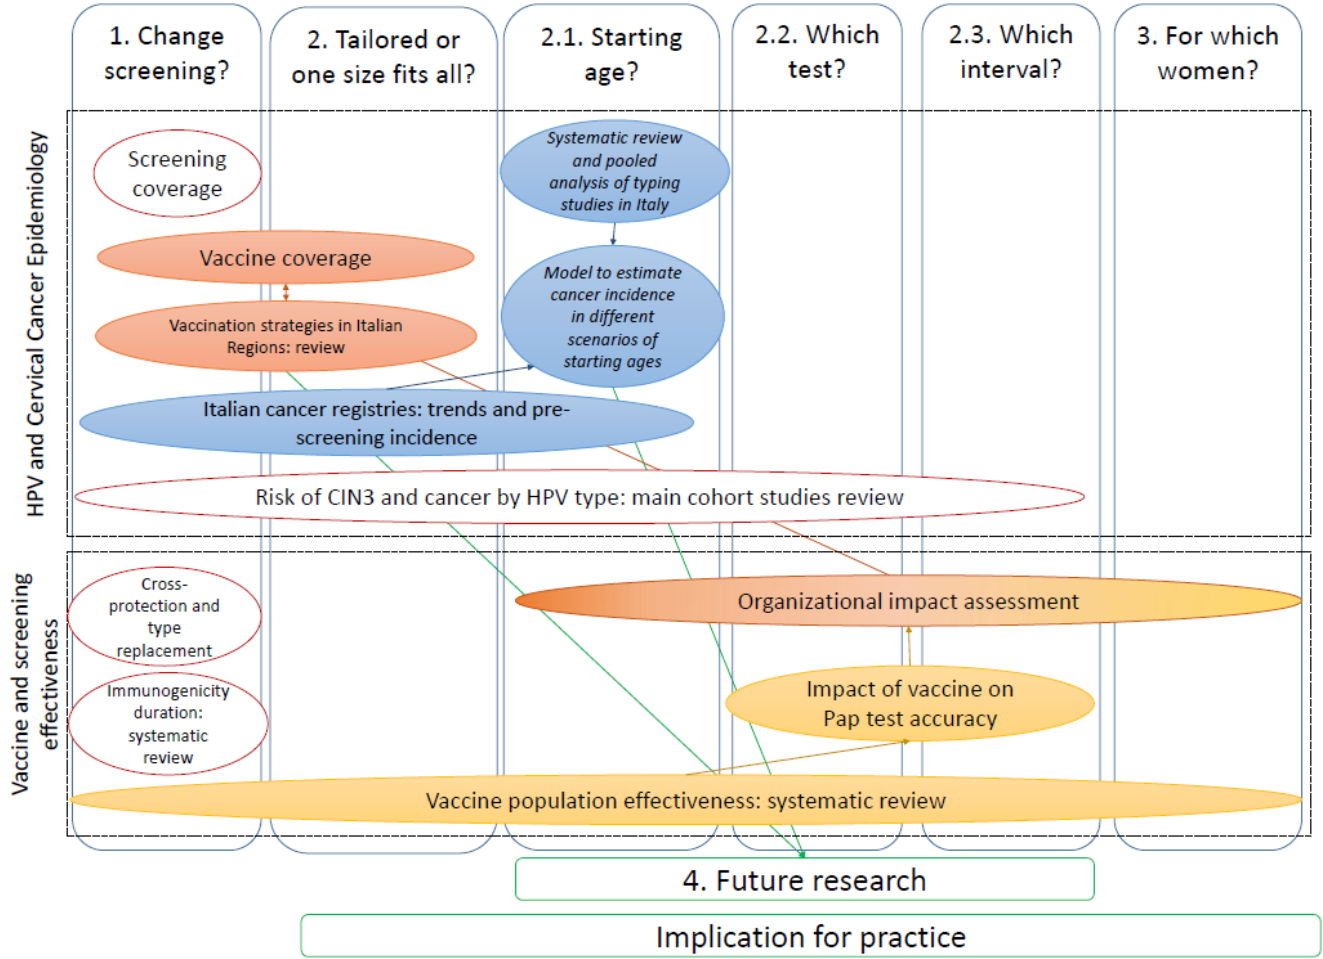 1. Change
screening?
2. Tailored or
one size fits all?
2.1. Starting
age?
2.2. Which
test?
2.3. Which
interval?
3. For which
women?
HPV and Cervical Cancer Epidemiology
Screening
coverage
Systematic review
and pooled
analysis of typing
studies in Italy
Vaccine coverage
Model to estimate
cancer incidence
in different
scenarios of
starting ages
Vaccination strategies in Italian
Regions: review
Italian cancer registries: trends and pre-
screening incidence
Risk of CIN3 and cancer by HPV type: main cohort studies review
Vaccine and screening
effectiveness
Cross-
protection and
type
replacement
Organizational impact assessment
Immunogenicity
duration:
systematic
review
Impact of vaccine on
Pap test accuracy
Vaccine population effectiveness: systematic review
4. Future research
Implication for practice